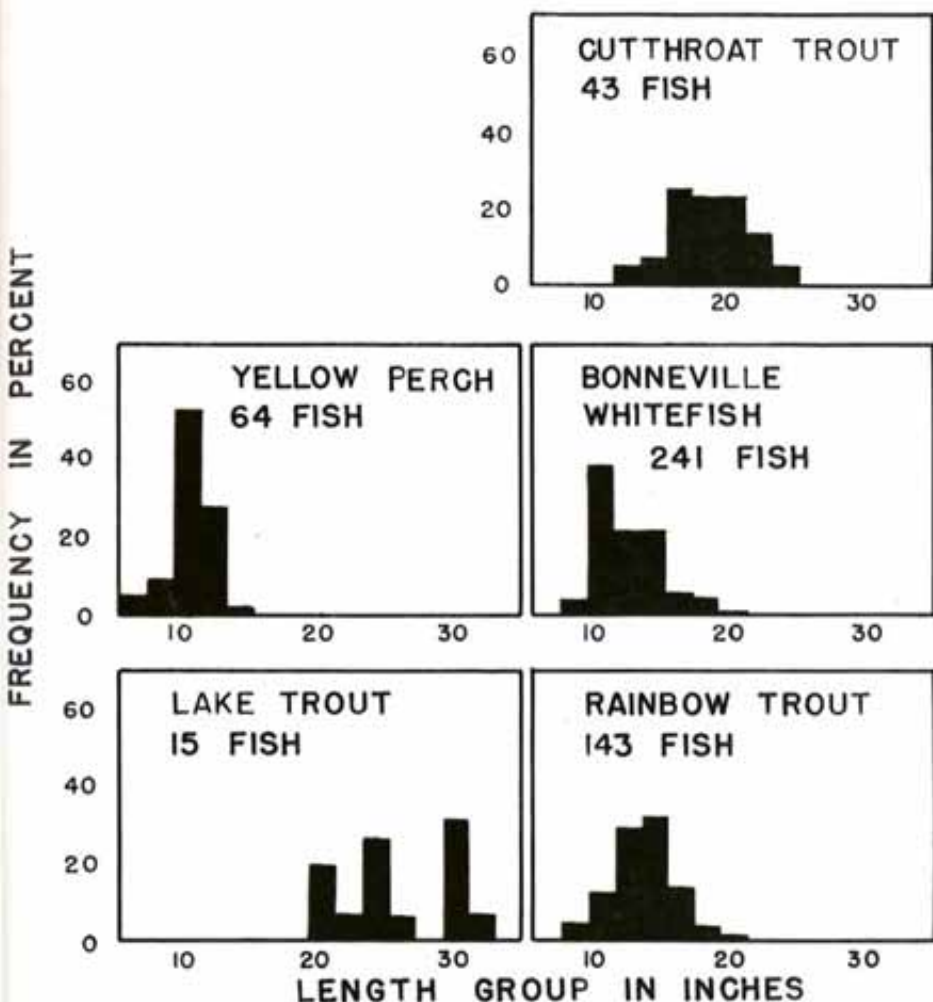 FREQUENCY IN PERCENT
CUTTHROAT TROUT
43 FISH
60
40
20
0
10 20 30
YELLOW PERCH
64 FISH
60
40
20
0
10 20 30
BONNEVILLE
WHITEFISH
241 FISH
10 20 30
LAKE TROUT
15 FISH
60
40
20
0
10 20 30
RAINBOW TROUT
143 FISH
10 20 30
LENGTH GROUP IN INCHES